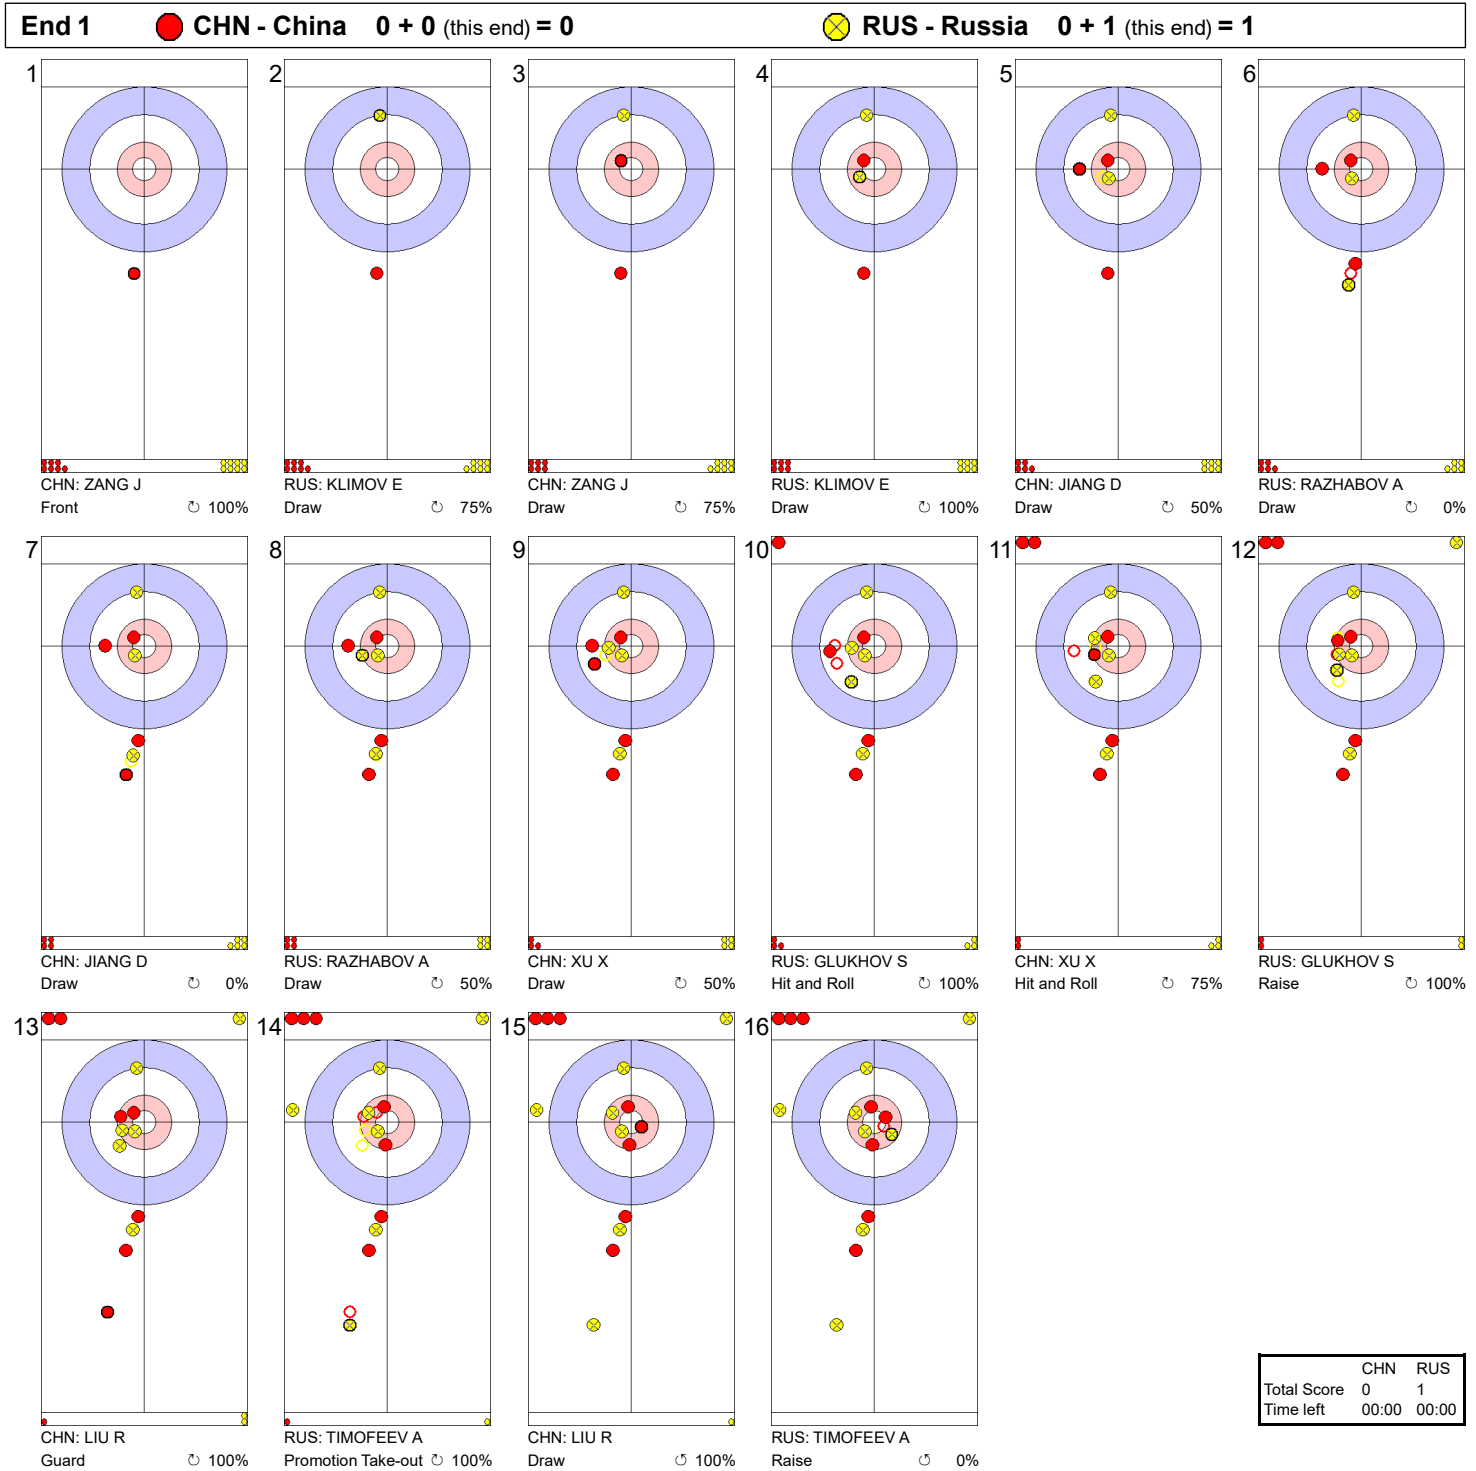 End 1 CHN - China 0 + 0 (this end) = 0 RUS - Russia 0 + 1 (this end) = 1
1 2 3 4 5 6
CHN: ZANG J RUS: KLIMOV E CHN: ZANG J RUS: KLIMOV E CHN: JIANG D RUS: RAZHABOV A
Front ↻ 100% Draw ↻ 75% Draw ↻ 75% Draw ↻ 100% Draw ↻ 50% Draw ↻ 0%
7 8 9 10 11 12
CHN: JIANG D RUS: RAZHABOV A CHN: XU X RUS: GLUKHOV S CHN: XU X RUS: GLUKHOV S
Draw ↻ 0% Draw ↻ 50% Draw ↻ 50% Hit and Roll ↻ 100% Hit and Roll ↻ 75% Raise ↻ 100%
13 14 15 16
CHN: LIU R RUS: TIMOFEEV A CHN: LIU R RUS: TIMOFEEV A
Guard ↻ 100% Promotion Take-out ↻ 100% Draw ↺ 100% Raise ↺ 0%
CHN RUS
Total Score 0 1
Time left 00:00 00:00